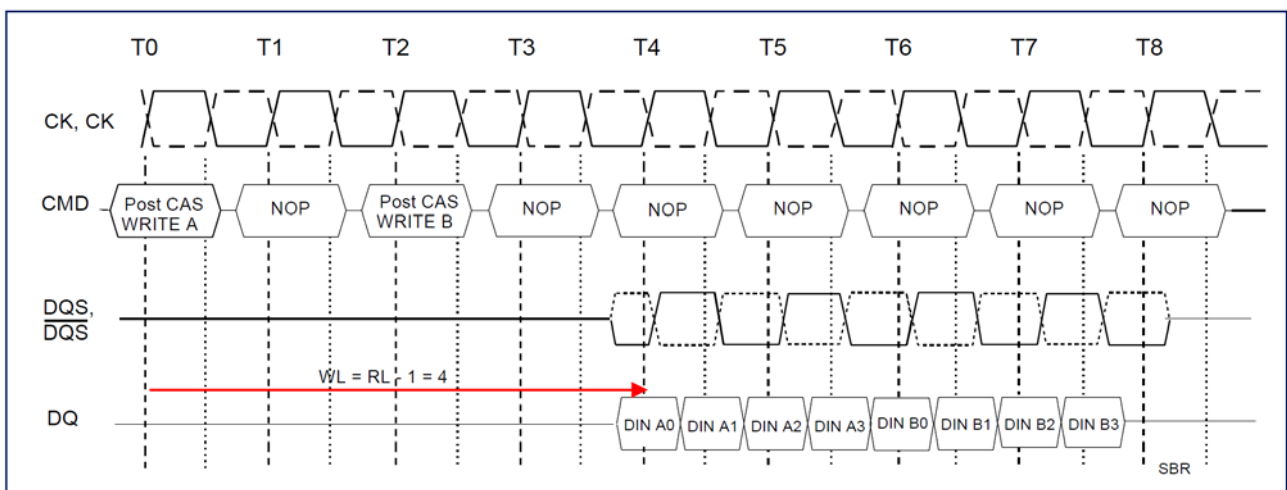 T0 T1 T2 T3 T4 T5 T6 T7 T8
CK, CK
CMD
Post CAS
WRITE A
NOP
Post CAS
WRITE B
NOP
NOP
NOP
NOP
NOP
NOP
DQS,
DQS
WL = RL - 1 = 4
DQ
DIN A0 DIN A1 DIN A2 DIN A3 DIN B0 DIN B1 DIN B2 DIN B3
SBR